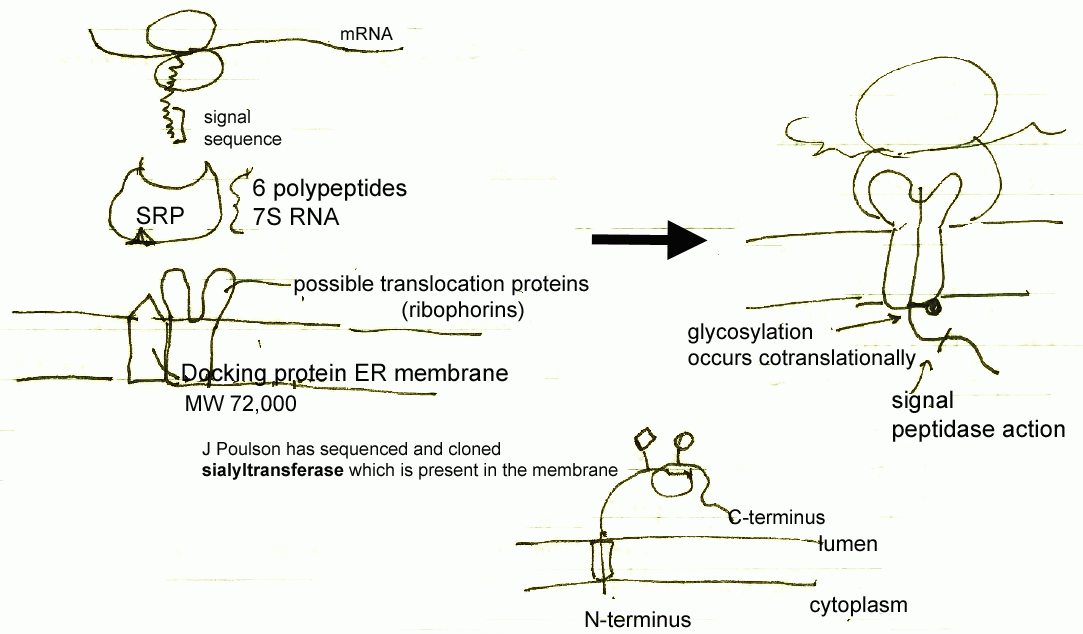 mRNA
signal
sequence
6 polypeptides
7S RNA
SRP
possible translocation proteins
(ribophorins)
Docking protein ER membrane
MW 72,000
glycosylation
occurs cotranslationally
signal
peptidase action
J Poulson has sequenced and cloned
sialyltransferase which is present in the membrane
C-terminus
lumen
cytoplasm
N-terminus